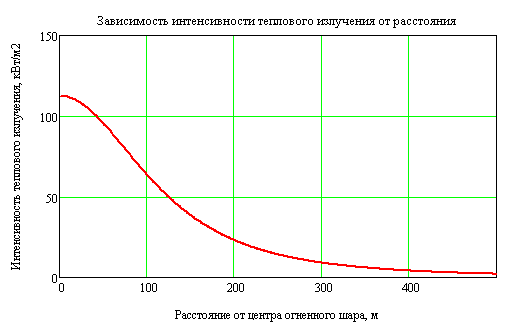 Зависимость интенсивности теплового излучения от расстояния
Интенсивность теплового излучения, кВт/м2
150
100
50
0
0 100 200 300 400
Расстояние от центра огненного шара, м